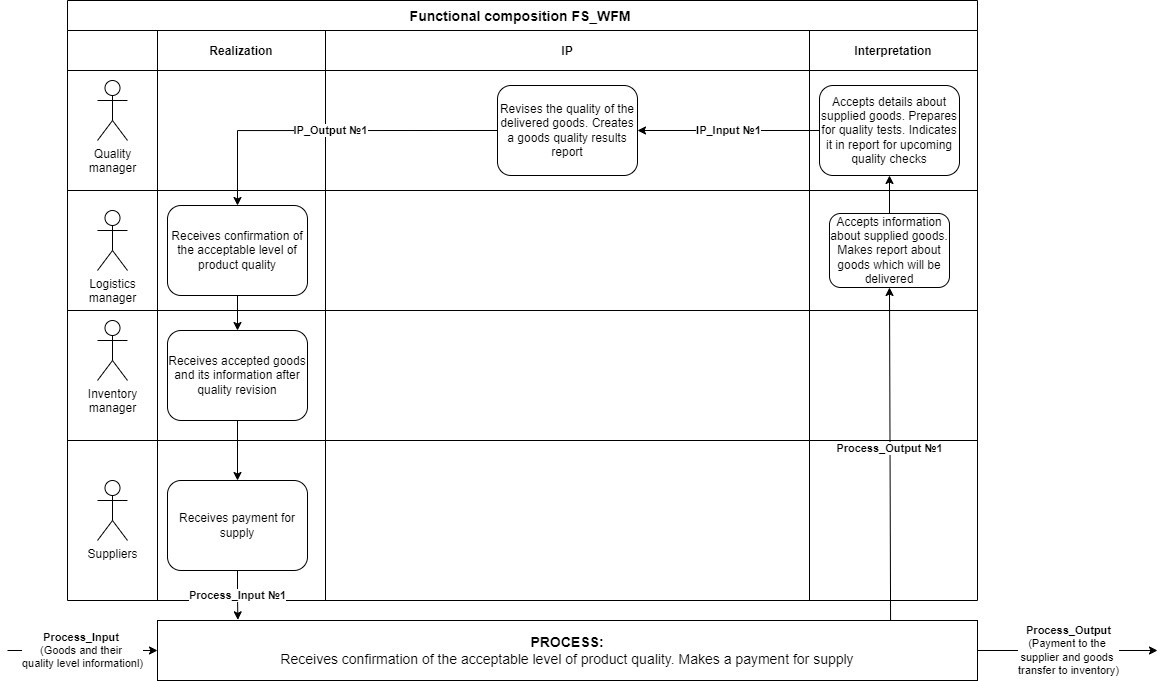 Functional composition FS_WFM
Realization
IP
Interpretation
Quality
manager
IP_Output №1
Revises the quality of the
delivered goods. Creates
a goods quality results
report
IP_Input №1
Accepts details about
supplied goods. Prepares
for quality tests. Indicates
it in report for upcoming
quality checks
Logistics
manager
Receives confirmation of
the acceptable level of
product quality
Accepts information
about supplied goods.
Makes report about
goods which will be
delivered
Inventory
manager
Receives accepted goods
and its information after
quality revision
Process_Output №1
Suppliers
Receives payment for
supply
Process_Input №1
Process_Input
(Goods and their
quality level informationl)
PROCESS:
Receives confirmation of the acceptable level of product quality. Makes a payment for supply
Process_Output
(Payment to the
supplier and goods
transfer to inventory)